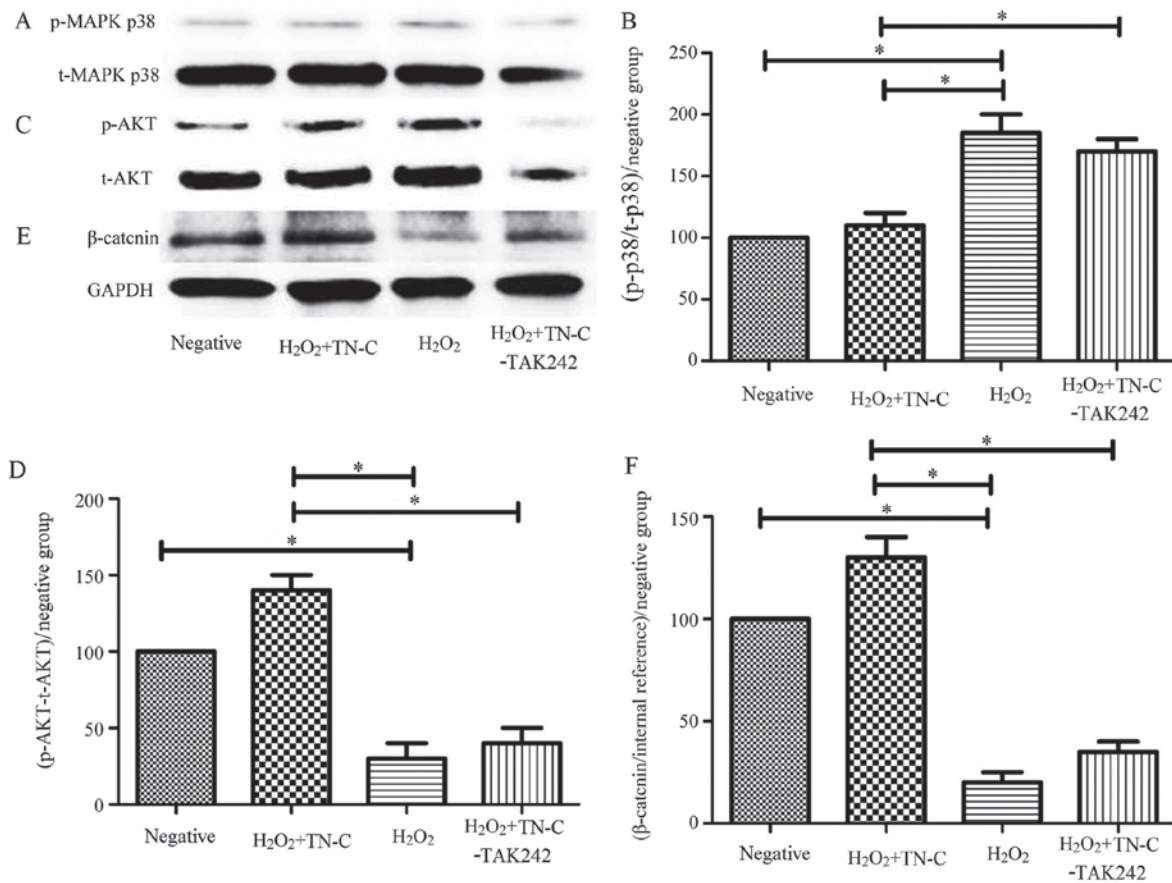 A
p-MAPK p38
t-MAPK p38
C
p-AKT
t-AKT
E
β-catcnin
GAPDH
Negative
H₂O₂+TN-C
H₂O₂
H₂O₂+TN-C
-TAK242
B
(p-p38/t-p38)/negative group
250
200
150
100
50
0
*
*
*
Negative
H₂O₂+TN-C
H₂O₂
H₂O₂+TN-C
-TAK242
D
(p-AKT-t-AKT)/negative group
200
150
100
50
0
*
*
*
Negative
H₂O₂+TN-C
H₂O₂
H₂O₂+TN-C
-TAK242
F
(β-catcnin/internal reference)/negative group
150
100
50
0
*
*
*
Negative
H₂O₂+TN-C
H₂O₂
H₂O₂+TN-C
-TAK242